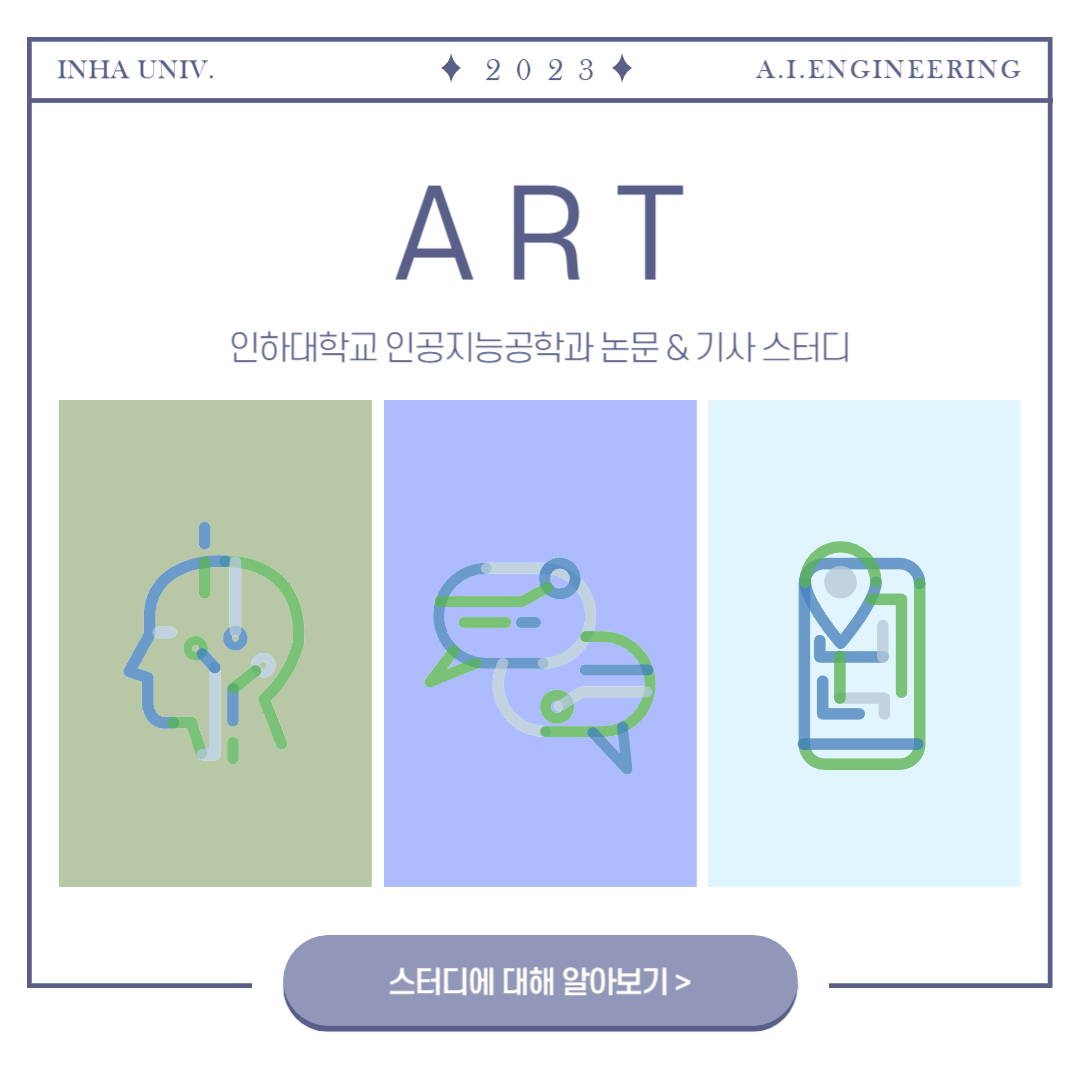 INHA UNIV.
✦ 2023 ✦
A.I.ENGINEERING
ART
인하대학교 인공지능공학과 논문 & 기사 스터디
스터디에 대해 알아보기 >